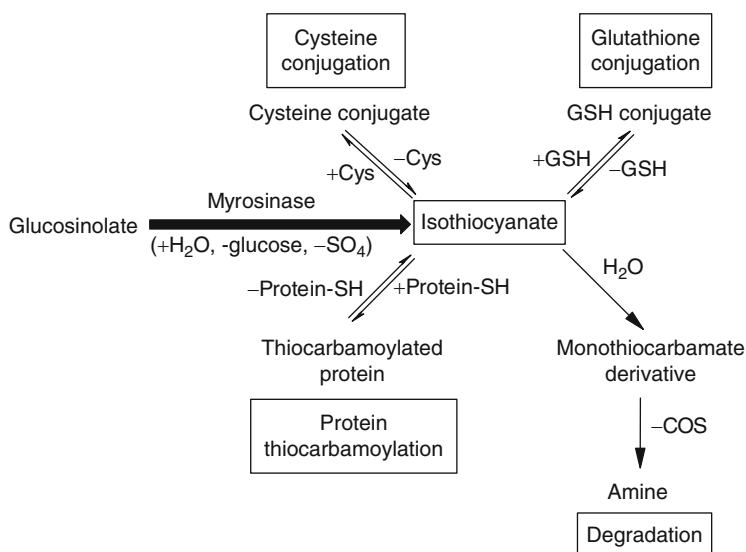 Cysteine
conjugation
Glutathione
conjugation
Cysteine conjugate
GSH conjugate
−Cys
+Cys
+GSH
−GSH
Myrosinase
Glucosinolate
Isothiocyanate
(+H₂O, -glucose, −SO₄)
H₂O
−Protein-SH
+Protein-SH
Thiocarbamoylated
protein
Monothiocarbamate
derivative
Protein
thiocarbamoylation
−COS
Amine
Degradation